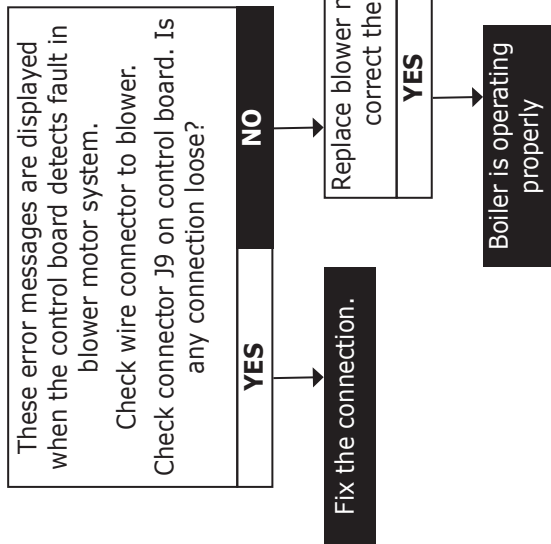 These error messages are displayed
when the control board detects fault in
blower motor system.
Check wire connector to blower.
Check connector J9 on control board. Is
any connection loose?
YES
NO
Fix the connection.
Replace blower
correct the
YES
Boiler is operating
properly